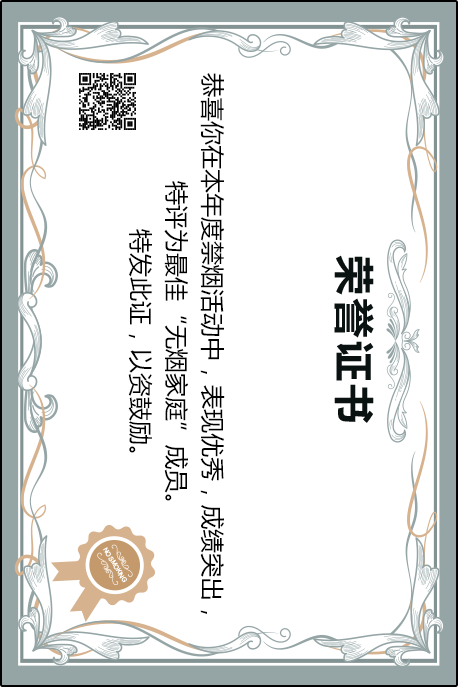 荣誉证书
恭喜你在本年度禁烟活动中，表现优秀，成绩突出，
特评为最佳“无烟家庭”成员。
特发此证，以资鼓励。
NO SMOKING